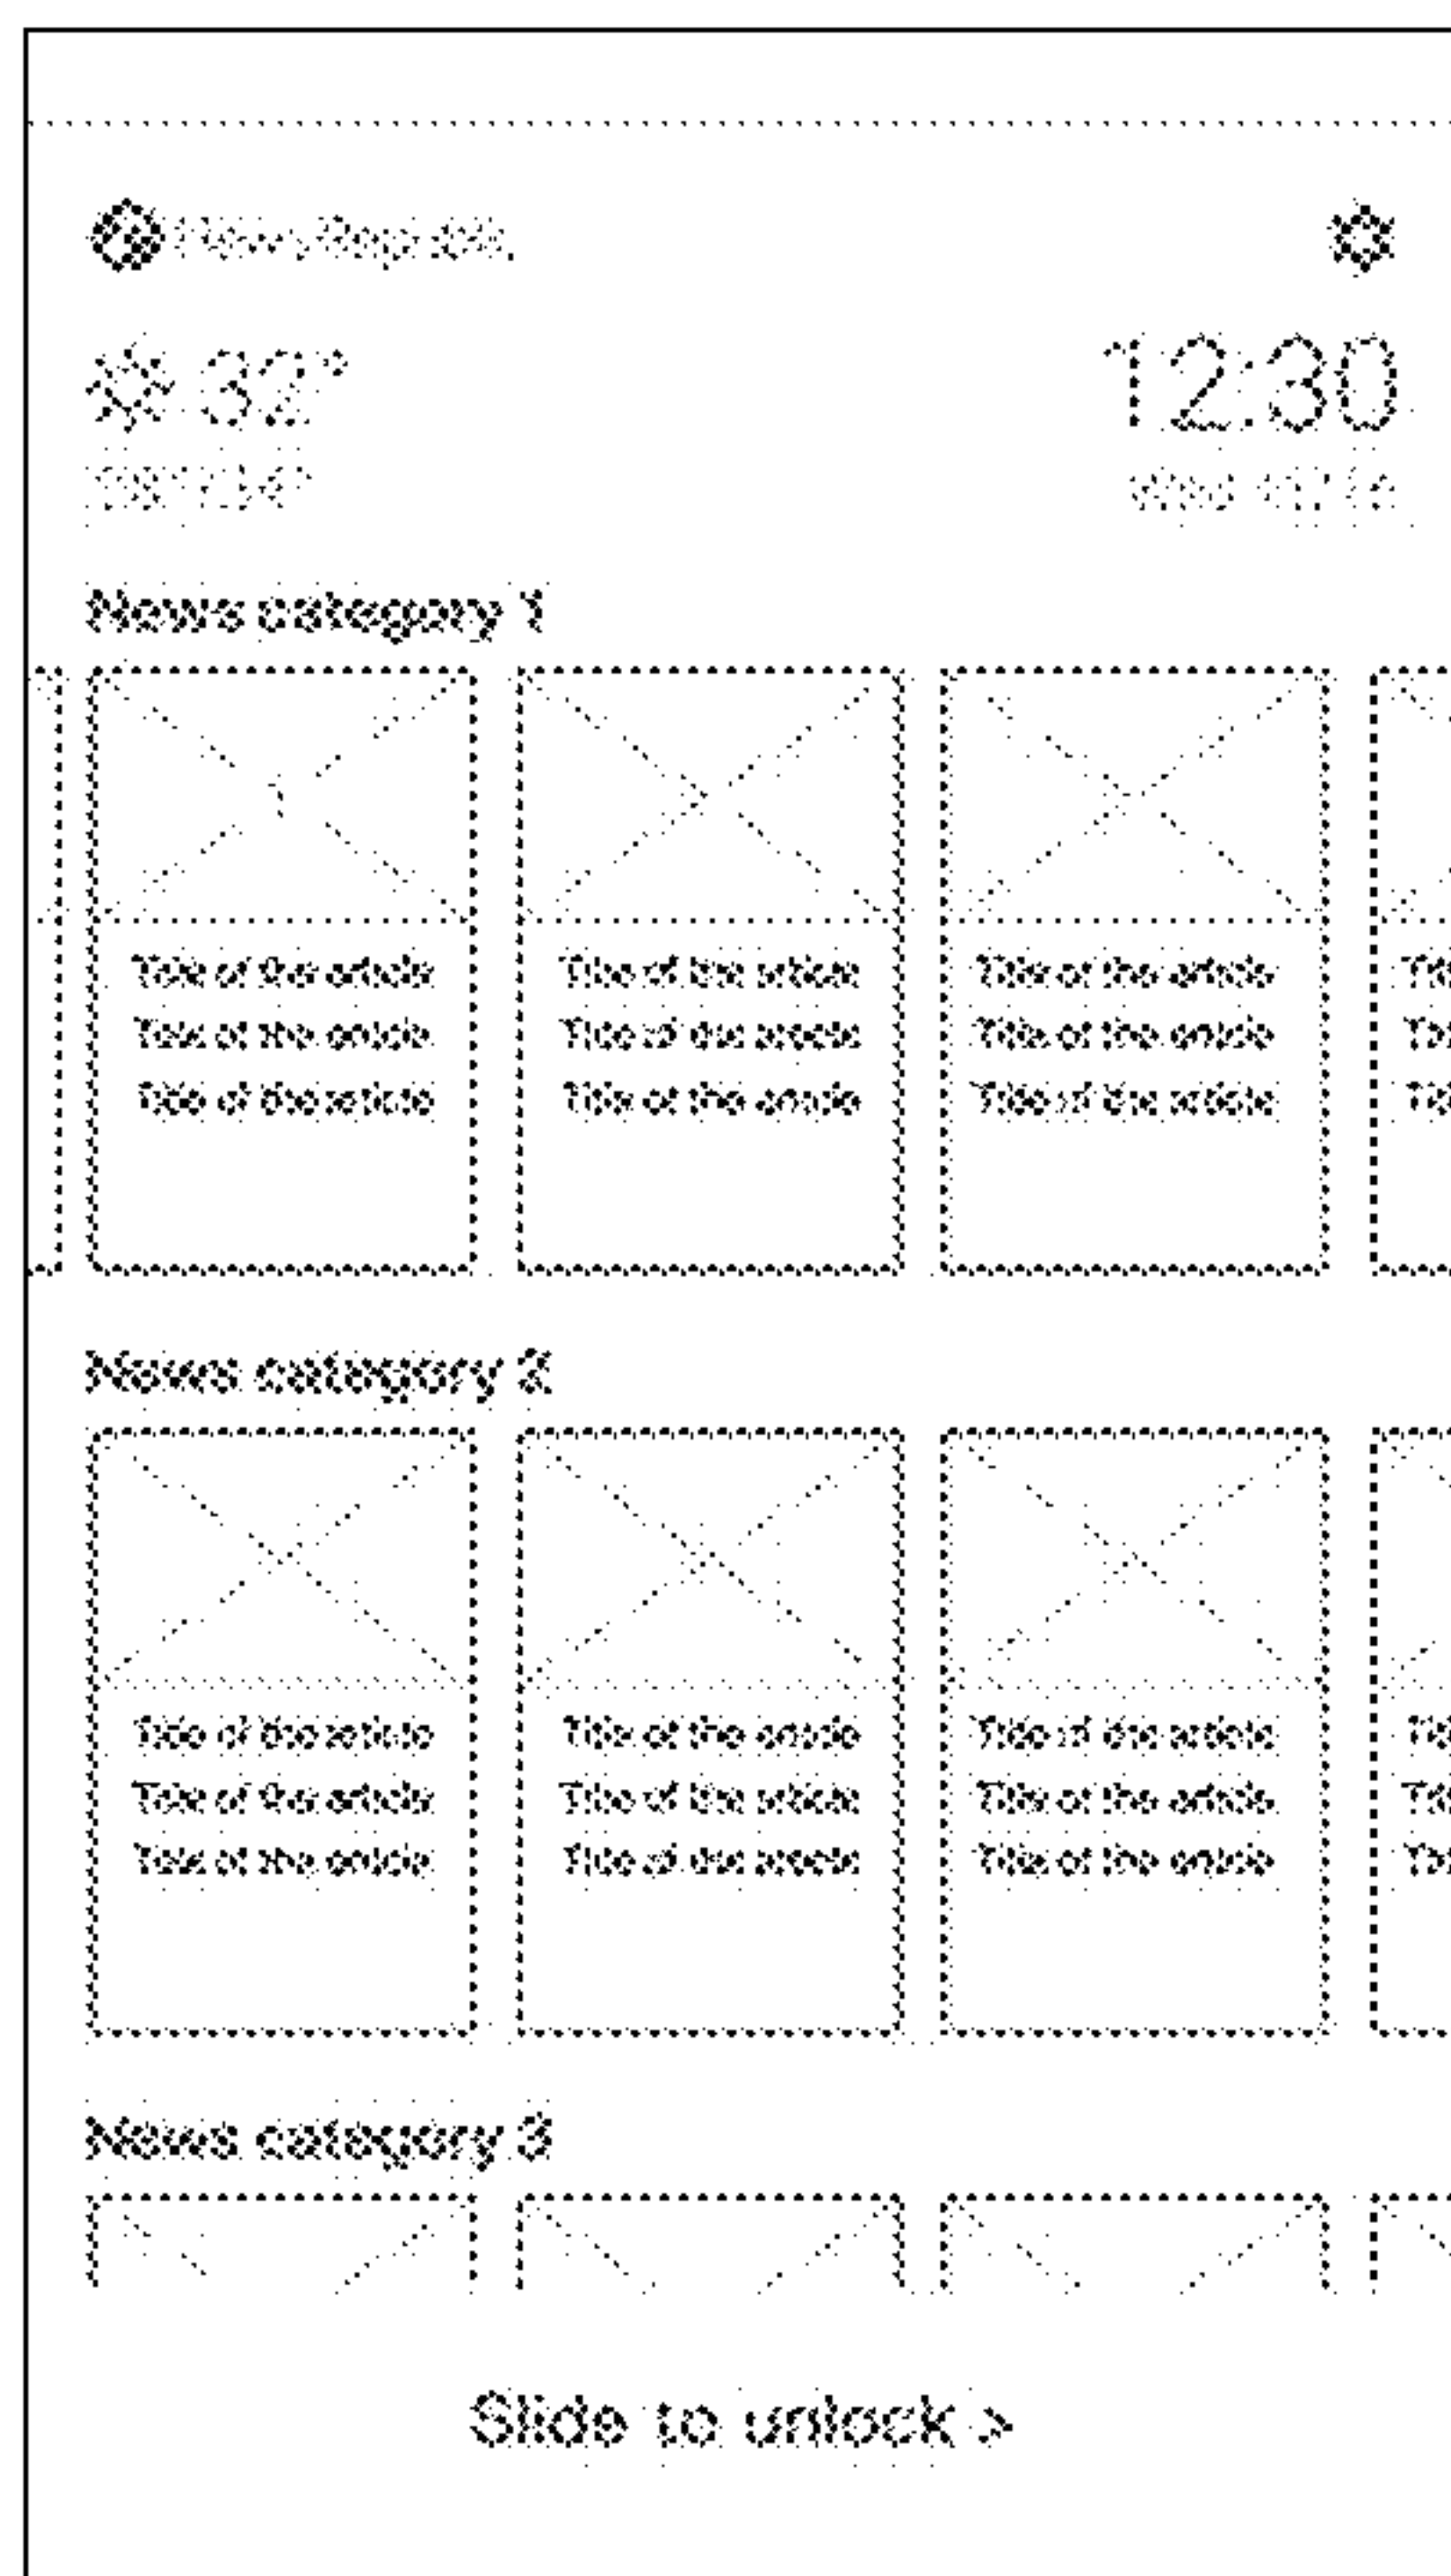 32°
12:30
News category 1
Title of the article Title of the article Title of the article
Title of the article Title of the article Title of the article
Title of the article Title of the article Title of the article
News category 2
Title of the article Title of the article Title of the article
Title of the article Title of the article Title of the article
Title of the article Title of the article Title of the article
News category 3
Slide to unlock >